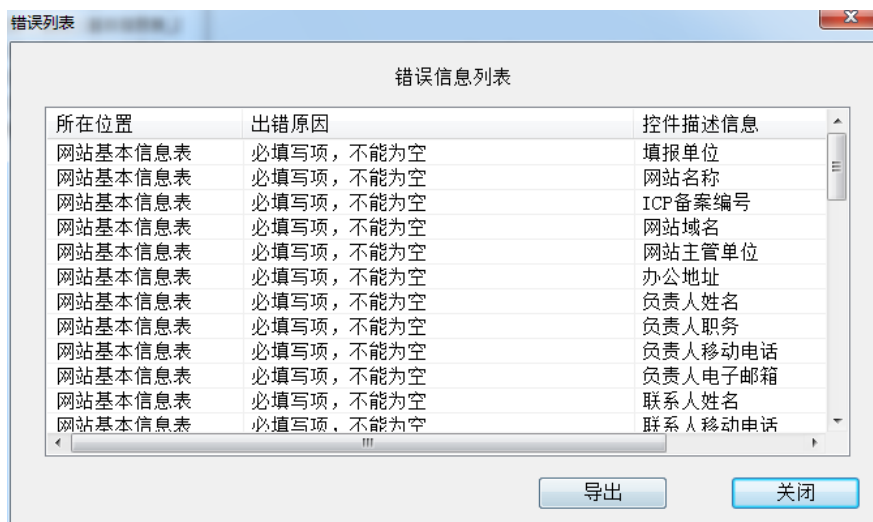 错误列表
错误信息列表
所在位置 出错原因 控件描述信息
网站基本信息表 必填写项，不能为空 填报单位
网站基本信息表 必填写项，不能为空 网站名称
网站基本信息表 必填写项，不能为空 ICP备案编号
网站基本信息表 必填写项，不能为空 网站域名
网站基本信息表 必填写项，不能为空 网站主管单位
网站基本信息表 必填写项，不能为空 办公地址
网站基本信息表 必填写项，不能为空 负责人姓名
网站基本信息表 必填写项，不能为空 负责人职务
网站基本信息表 必填写项，不能为空 负责人移动电话
网站基本信息表 必填写项，不能为空 负责人电子邮箱
网站基本信息表 必填写项，不能为空 联系人姓名
网站基本信息表 必填写项，不能为空 联系人移动电话
导出 关闭